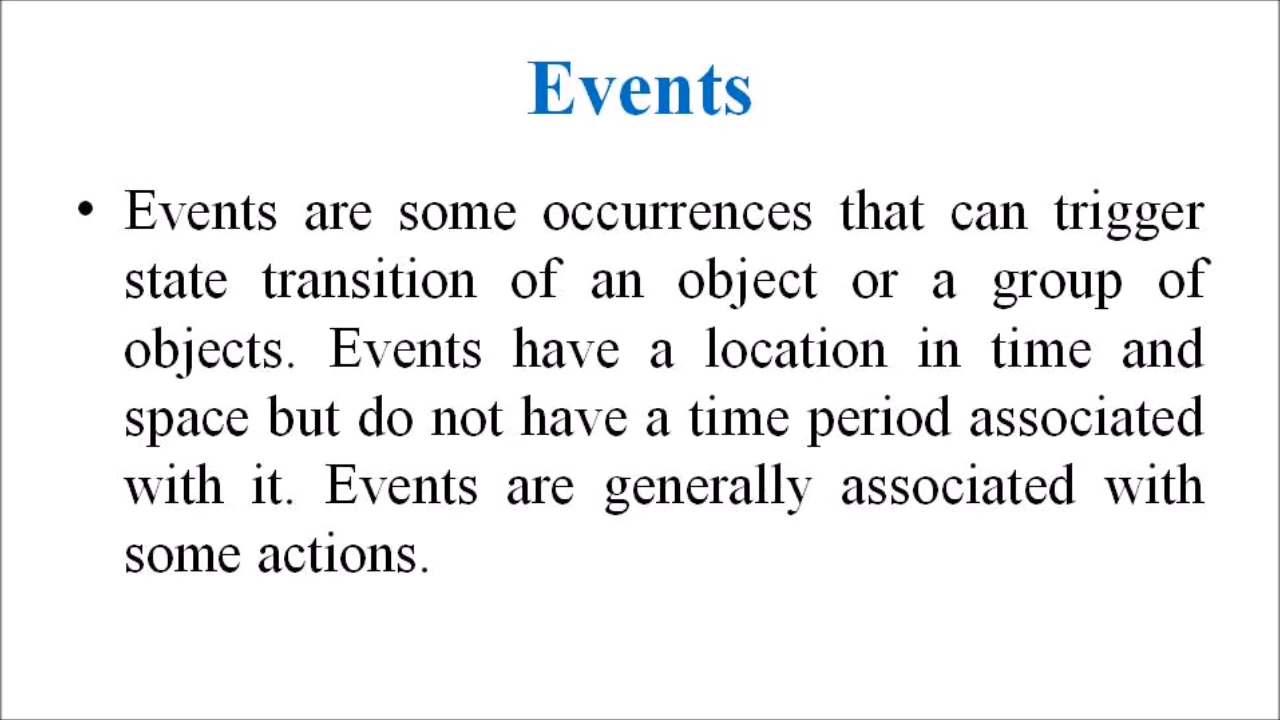 Events
• Events are some occurrences that can trigger
state transition of an object or a group of
objects. Events have a location in time and
space but do not have a time period associated
with it. Events are generally associated with
some actions.